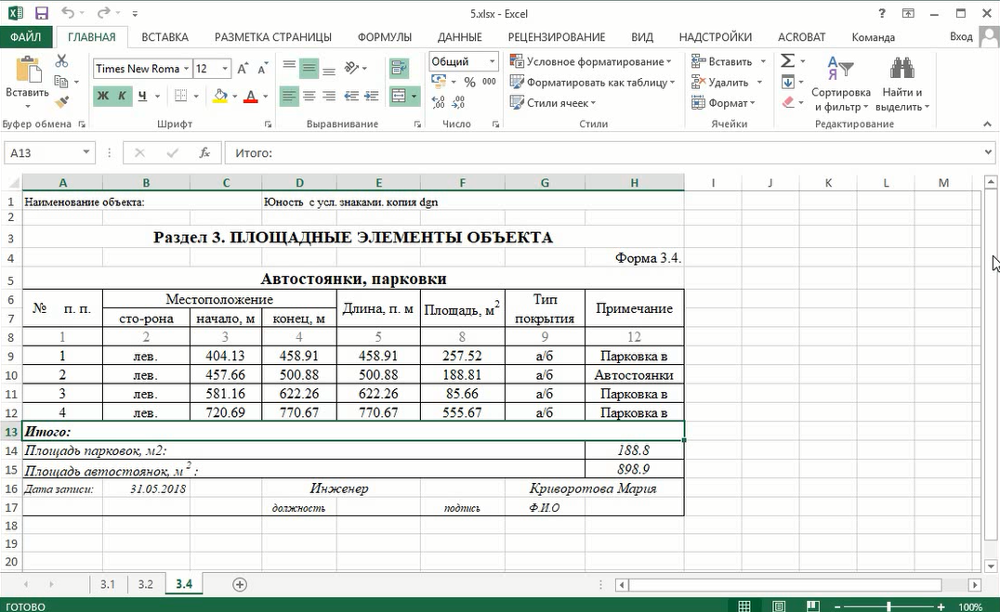 5.xlsx - Excel
ФАЙЛ ГЛАВНАЯ ВСТАВКА РАЗМЕТКА СТРАНИЦЫ ФОРМУЛЫ ДАННЫЕ РЕЦЕНЗИРОВАНИЕ ВИД НАДСТРОЙКИ ACROBAT Команда Вход
Вставить
Буфер обмена
Times New Roma 12
Ж К Ч
Шрифт
Выравнивание
Общий
% 000
Число
Условное форматирование
Форматировать как таблицу
Стили ячеек
Стили
Вставить
Удалить
Формат
Ячейки
Сортировка и фильтр
Найти и выделить
Редактирование
A13 fx Итого:
A B C D E F G H I J K L M
1 Наименование объекта: Юность с усл. знаками. копия dgn
2
3 Раздел 3. ПЛОЩАДНЫЕ ЭЛЕМЕНТЫ ОБЪЕКТА
4 Форма 3.4.
5 Автостоянки, парковки
6 № п. п. Местоположение Длина, п. м Площадь, м2 Тип покрытия Примечание
7 сто-рона начало, м конец, м
8 1 2 3 4 5 8 9 12
9 1 лев. 404.13 458.91 458.91 257.52 а/б Парковка в
10 2 лев. 457.66 500.88 500.88 188.81 а/б Автостоянки
11 3 лев. 581.16 622.26 622.26 85.66 а/б Парковка в
12 4 лев. 720.69 770.67 770.67 555.67 а/б Парковка в
13 Итого:
14 Площадь парковок, м2: 188.8
15 Площадь автостоянок, м2 : 898.9
16 Дата записи: 31.05.2018 Инженер Криворотова Мария
17 должность подпись Ф.И.О
18
19
20
3.1 3.2 3.4
ГОТОВО 100%